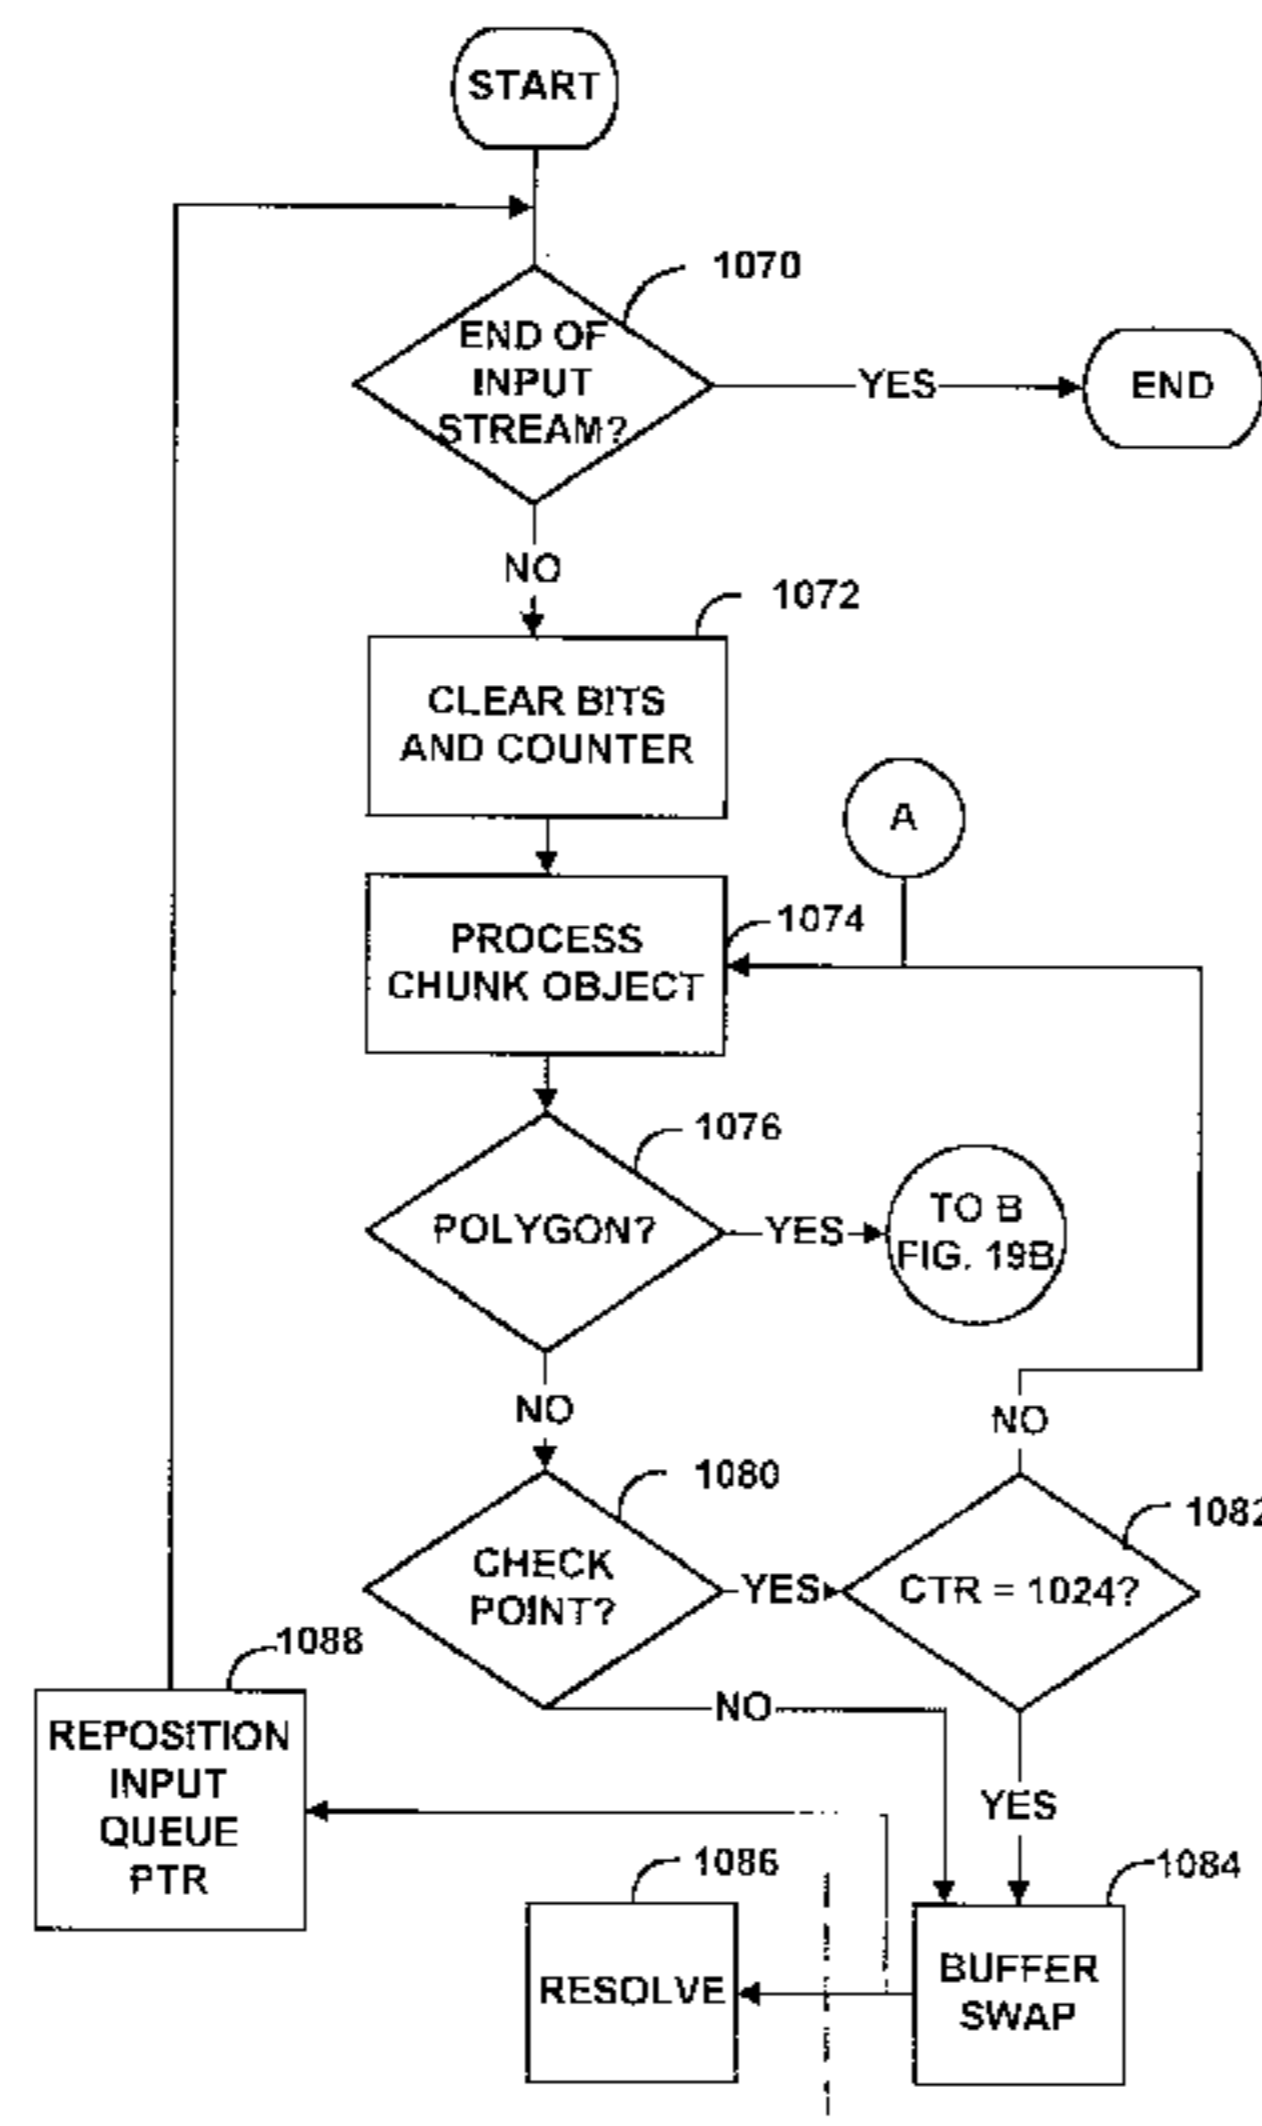 START
1070
END OF
INPUT
STREAM?
YES
END
NO
1072
CLEAR BITS
AND COUNTER
A
1074
PROCESS
CHUNK OBJECT
1076
POLYGON?
YES
TO B
FIG. 19B
NO
NO
1080
1082
CHECK
POINT?
YES
CTR = 1024?
1088
NO
REPOSITION
INPUT
QUEUE
PTR
YES
1086
1084
RESOLVE
BUFFER
SWAP